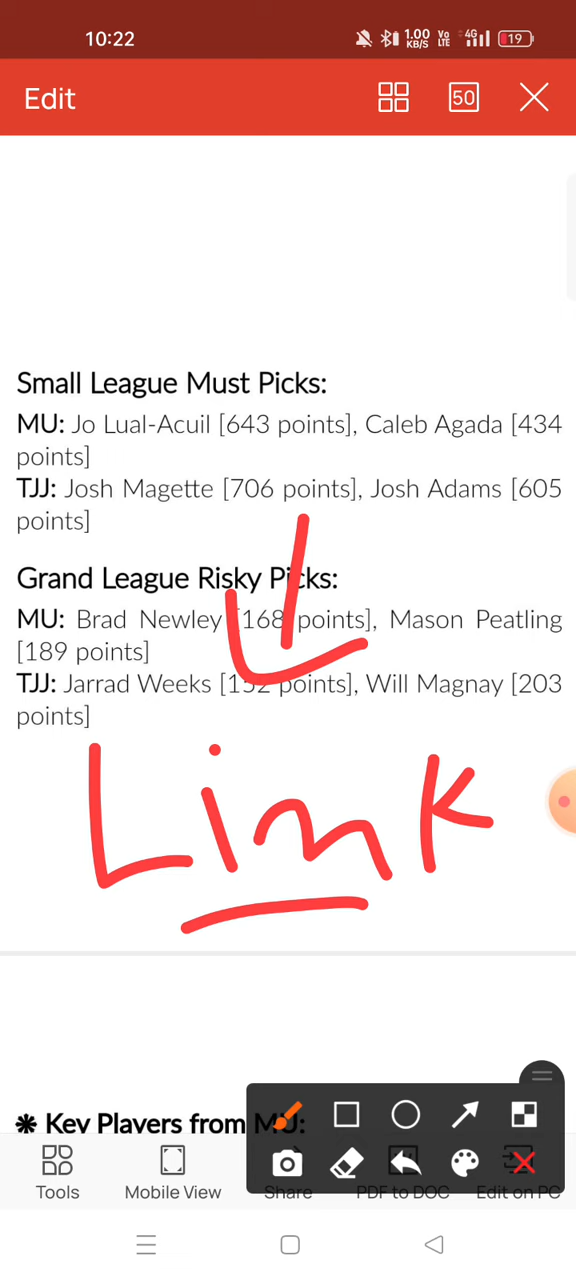 10:22
1.00 KB/S
Vo LTE
4G
19
Edit
50
Small League Must Picks:
MU: Jo Lual-Acuil [643 points], Caleb Agada [434
points]
TJJ: Josh Magette [706 points], Josh Adams [605
points]
Grand League Risky Picks:
MU: Brad Newley [168 points], Mason Peatling
[189 points]
TJJ: Jarrad Weeks [152 points], Will Magnay [203
points]
Link
❋ Key Players from MU:
Tools
Mobile View
Share
PDF to DOC
Edit on PC